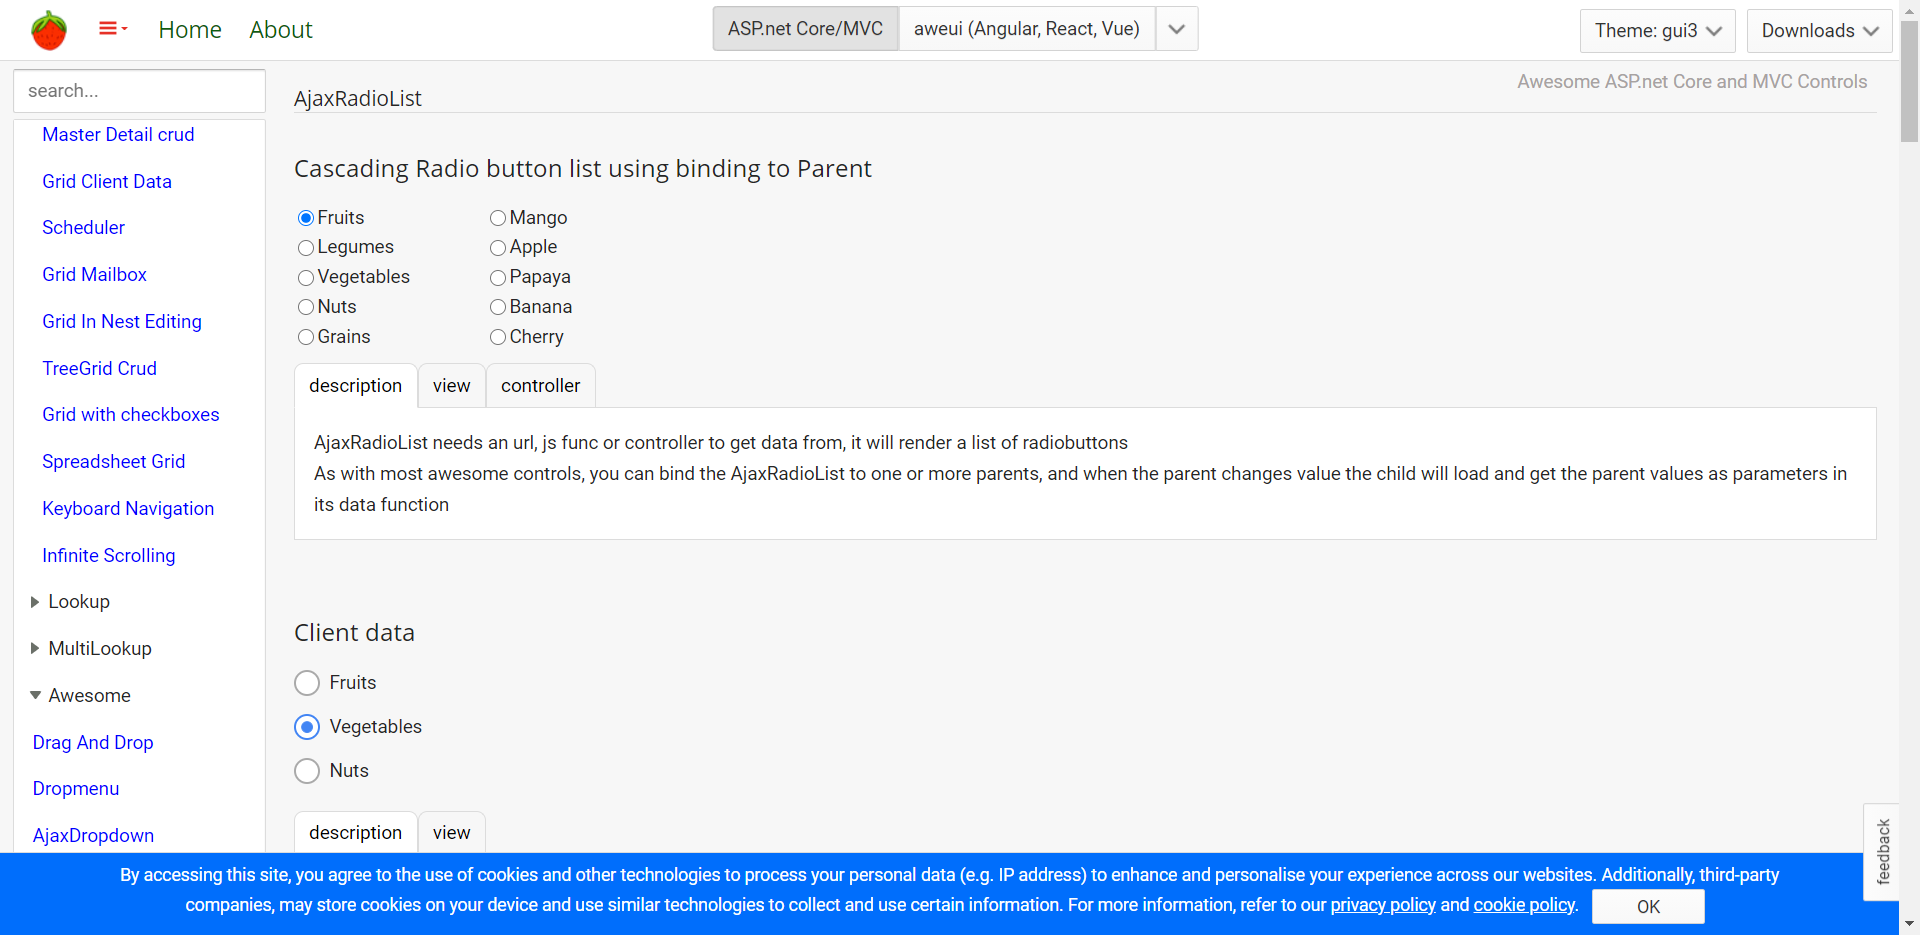 Home
About
ASP.net Core/MVC
aweui (Angular, React, Vue)
Theme: gui3
Downloads
search...
Master Detail crud
Grid Client Data
Scheduler
Grid Mailbox
Grid In Nest Editing
TreeGrid Crud
Grid with checkboxes
Spreadsheet Grid
Keyboard Navigation
Infinite Scrolling
Lookup
MultiLookup
Awesome
Drag And Drop
Dropmenu
AjaxDropdown
Awesome ASP.net Core and MVC Controls
AjaxRadioList
Cascading Radio button list using binding to Parent
Fruits
Legumes
Vegetables
Nuts
Grains
Mango
Apple
Papaya
Banana
Cherry
description
view
controller
AjaxRadioList needs an url, js func or controller to get data from, it will render a list of radiobuttons
As with most awesome controls, you can bind the AjaxRadioList to one or more parents, and when the parent changes value the child will load and get the parent values as parameters in
its data function
Client data
Fruits
Vegetables
Nuts
description
view
feedback
By accessing this site, you agree to the use of cookies and other technologies to process your personal data (e.g. IP address) to enhance and personalise your experience across our websites. Additionally, third-party
companies, may store cookies on your device and use similar technologies to collect and use certain information. For more information, refer to our privacy policy and cookie policy.
OK